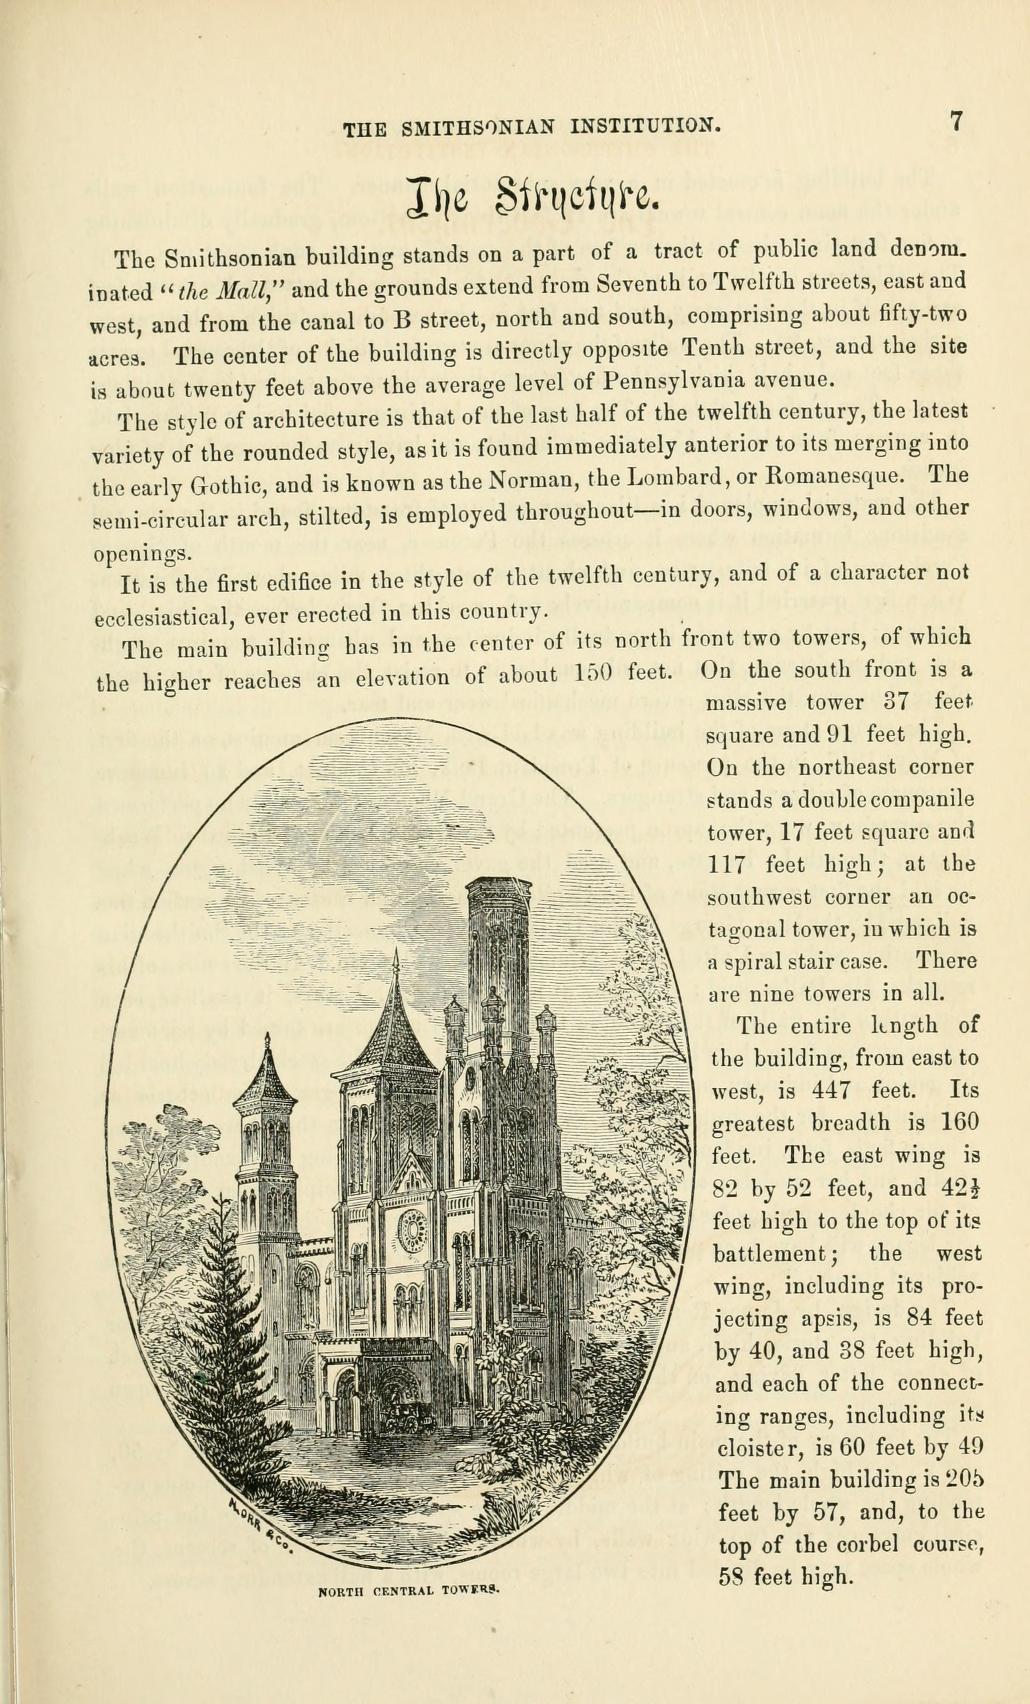 THE SMITHSONIAN INSTITUTION. 7
The Structure.
The Smithsonian building stands on a part of a tract of public land denom.
inated "the Mall," and the grounds extend from Seventh to Twelfth streets, east and
west, and from the canal to B street, north and south, comprising about fifty-two
acres. The center of the building is directly opposite Tenth street, and the site
is about twenty feet above the average level of Pennsylvania avenue.
The style of architecture is that of the last half of the twelfth century, the latest
variety of the rounded style, as it is found immediately anterior to its merging into
the early Gothic, and is known as the Norman, the Lombard, or Romanesque. The
semi-circular arch, stilted, is employed throughout—in doors, windows, and other
openings.
It is the first edifice in the style of the twelfth century, and of a character not
ecclesiastical, ever erected in this country.
The main building has in the center of its north front two towers, of which
the higher reaches an elevation of about 150 feet. On the south front is a
massive tower 37 feet
square and 91 feet high.
On the northeast corner
stands a double companile
tower, 17 feet square and
117 feet high; at the
southwest corner an oc-
tagonal tower, in which is
a spiral stair case. There
are nine towers in all.
The entire length of
the building, from east to
west, is 447 feet. Its
greatest breadth is 160
feet. The east wing is
82 by 52 feet, and 42½
feet high to the top of its
battlement; the west
wing, including its pro-
jecting apsis, is 84 feet
by 40, and 38 feet high,
and each of the connect-
ing ranges, including its
cloister, is 60 feet by 49
The main building is 205
feet by 57, and, to the
top of the corbel course,
58 feet high.
N. ORR & CO.
NORTH CENTRAL TOWERS.